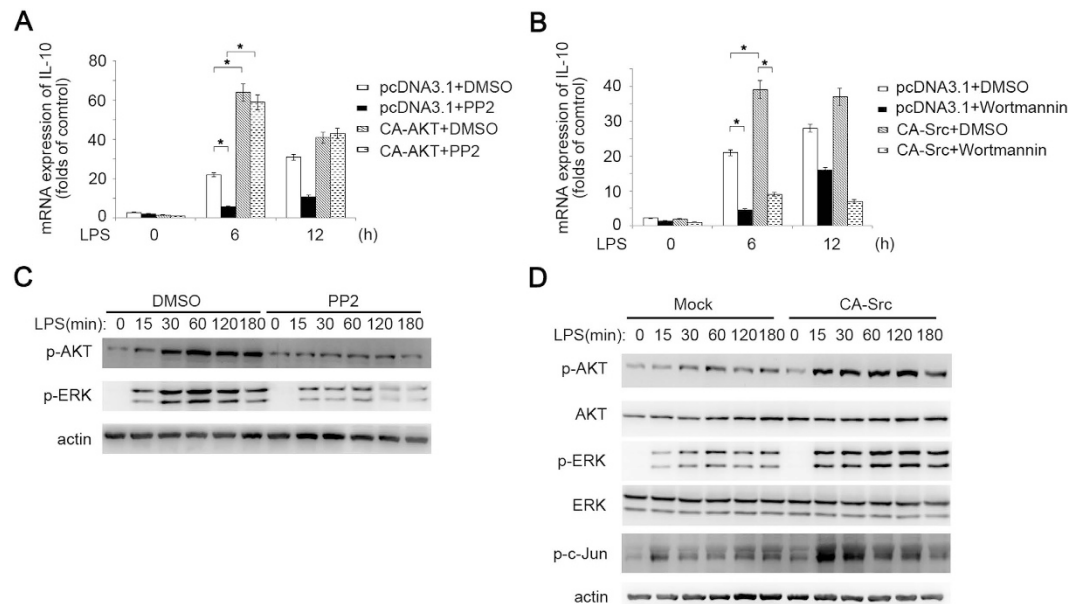 A
mRNA expression of IL-10
(folds of control)
80
60
40
20
0
*
*
*
LPS 0 6 12 (h)
pcDNA3.1+DMSO
pcDNA3.1+PP2
CA-AKT+DMSO
CA-AKT+PP2
B
mRNA expression of IL-10
(folds of control)
40
30
20
10
0
*
*
*
LPS 0 6 12 (h)
pcDNA3.1+DMSO
pcDNA3.1+Wortmannin
CA-Src+DMSO
CA-Src+Wortmannin
C
DMSO PP2
LPS(min): 0 15 30 60 120 180 0 15 30 60 120 180
p-AKT
p-ERK
actin
D
Mock CA-Src
LPS(min): 0 15 30 60 120 180 0 15 30 60 120 180
p-AKT
AKT
p-ERK
ERK
p-c-Jun
actin